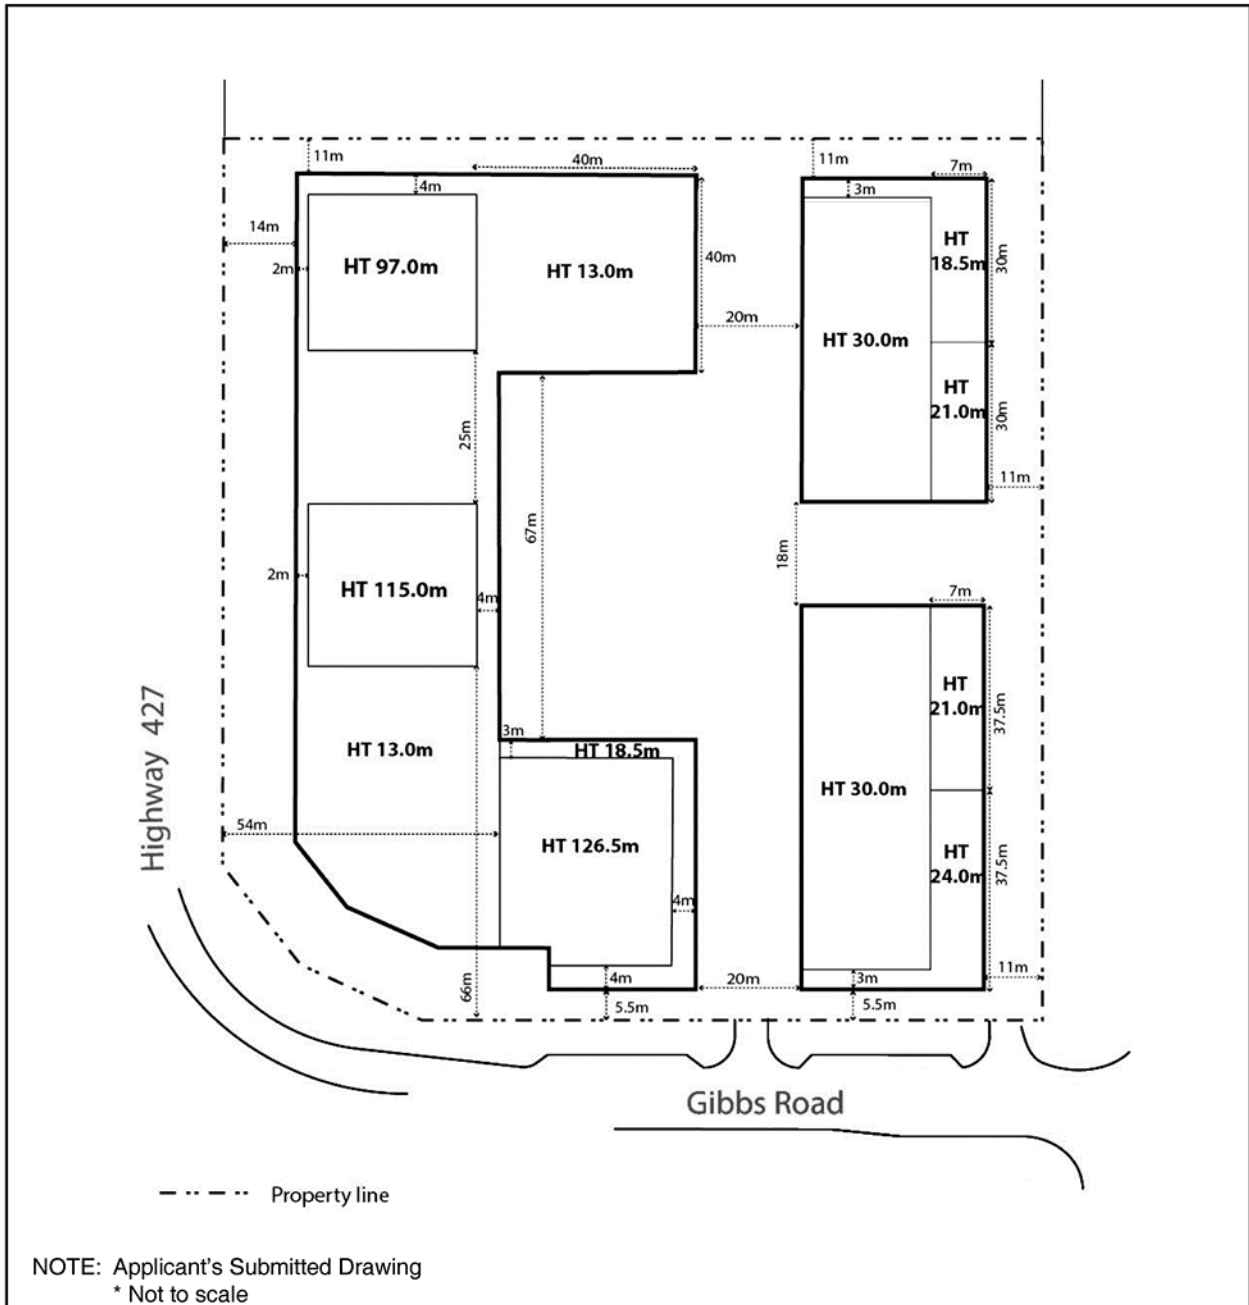 11m
40m
11m
7m
4m
3m
14m
HT
18.5m
2m
HT 97.0m
HT 13.0m
40m
30m
20m
HT 30.0m
HT
21.0m
25m
30m
11m
67m
18m
2m
HT 115.0m
4m
7m
HT
21.0m
37.5m
3m
HT 13.0m
HT 18.5m
HT 30.0m
Highway 427
54m
HT 126.5m
HT
24.0m
37.5m
4m
66m
4m
20m
3m
11m
5.5m
5.5m
Gibbs Road
Property line
NOTE: Applicant's Submitted Drawing
* Not to scale